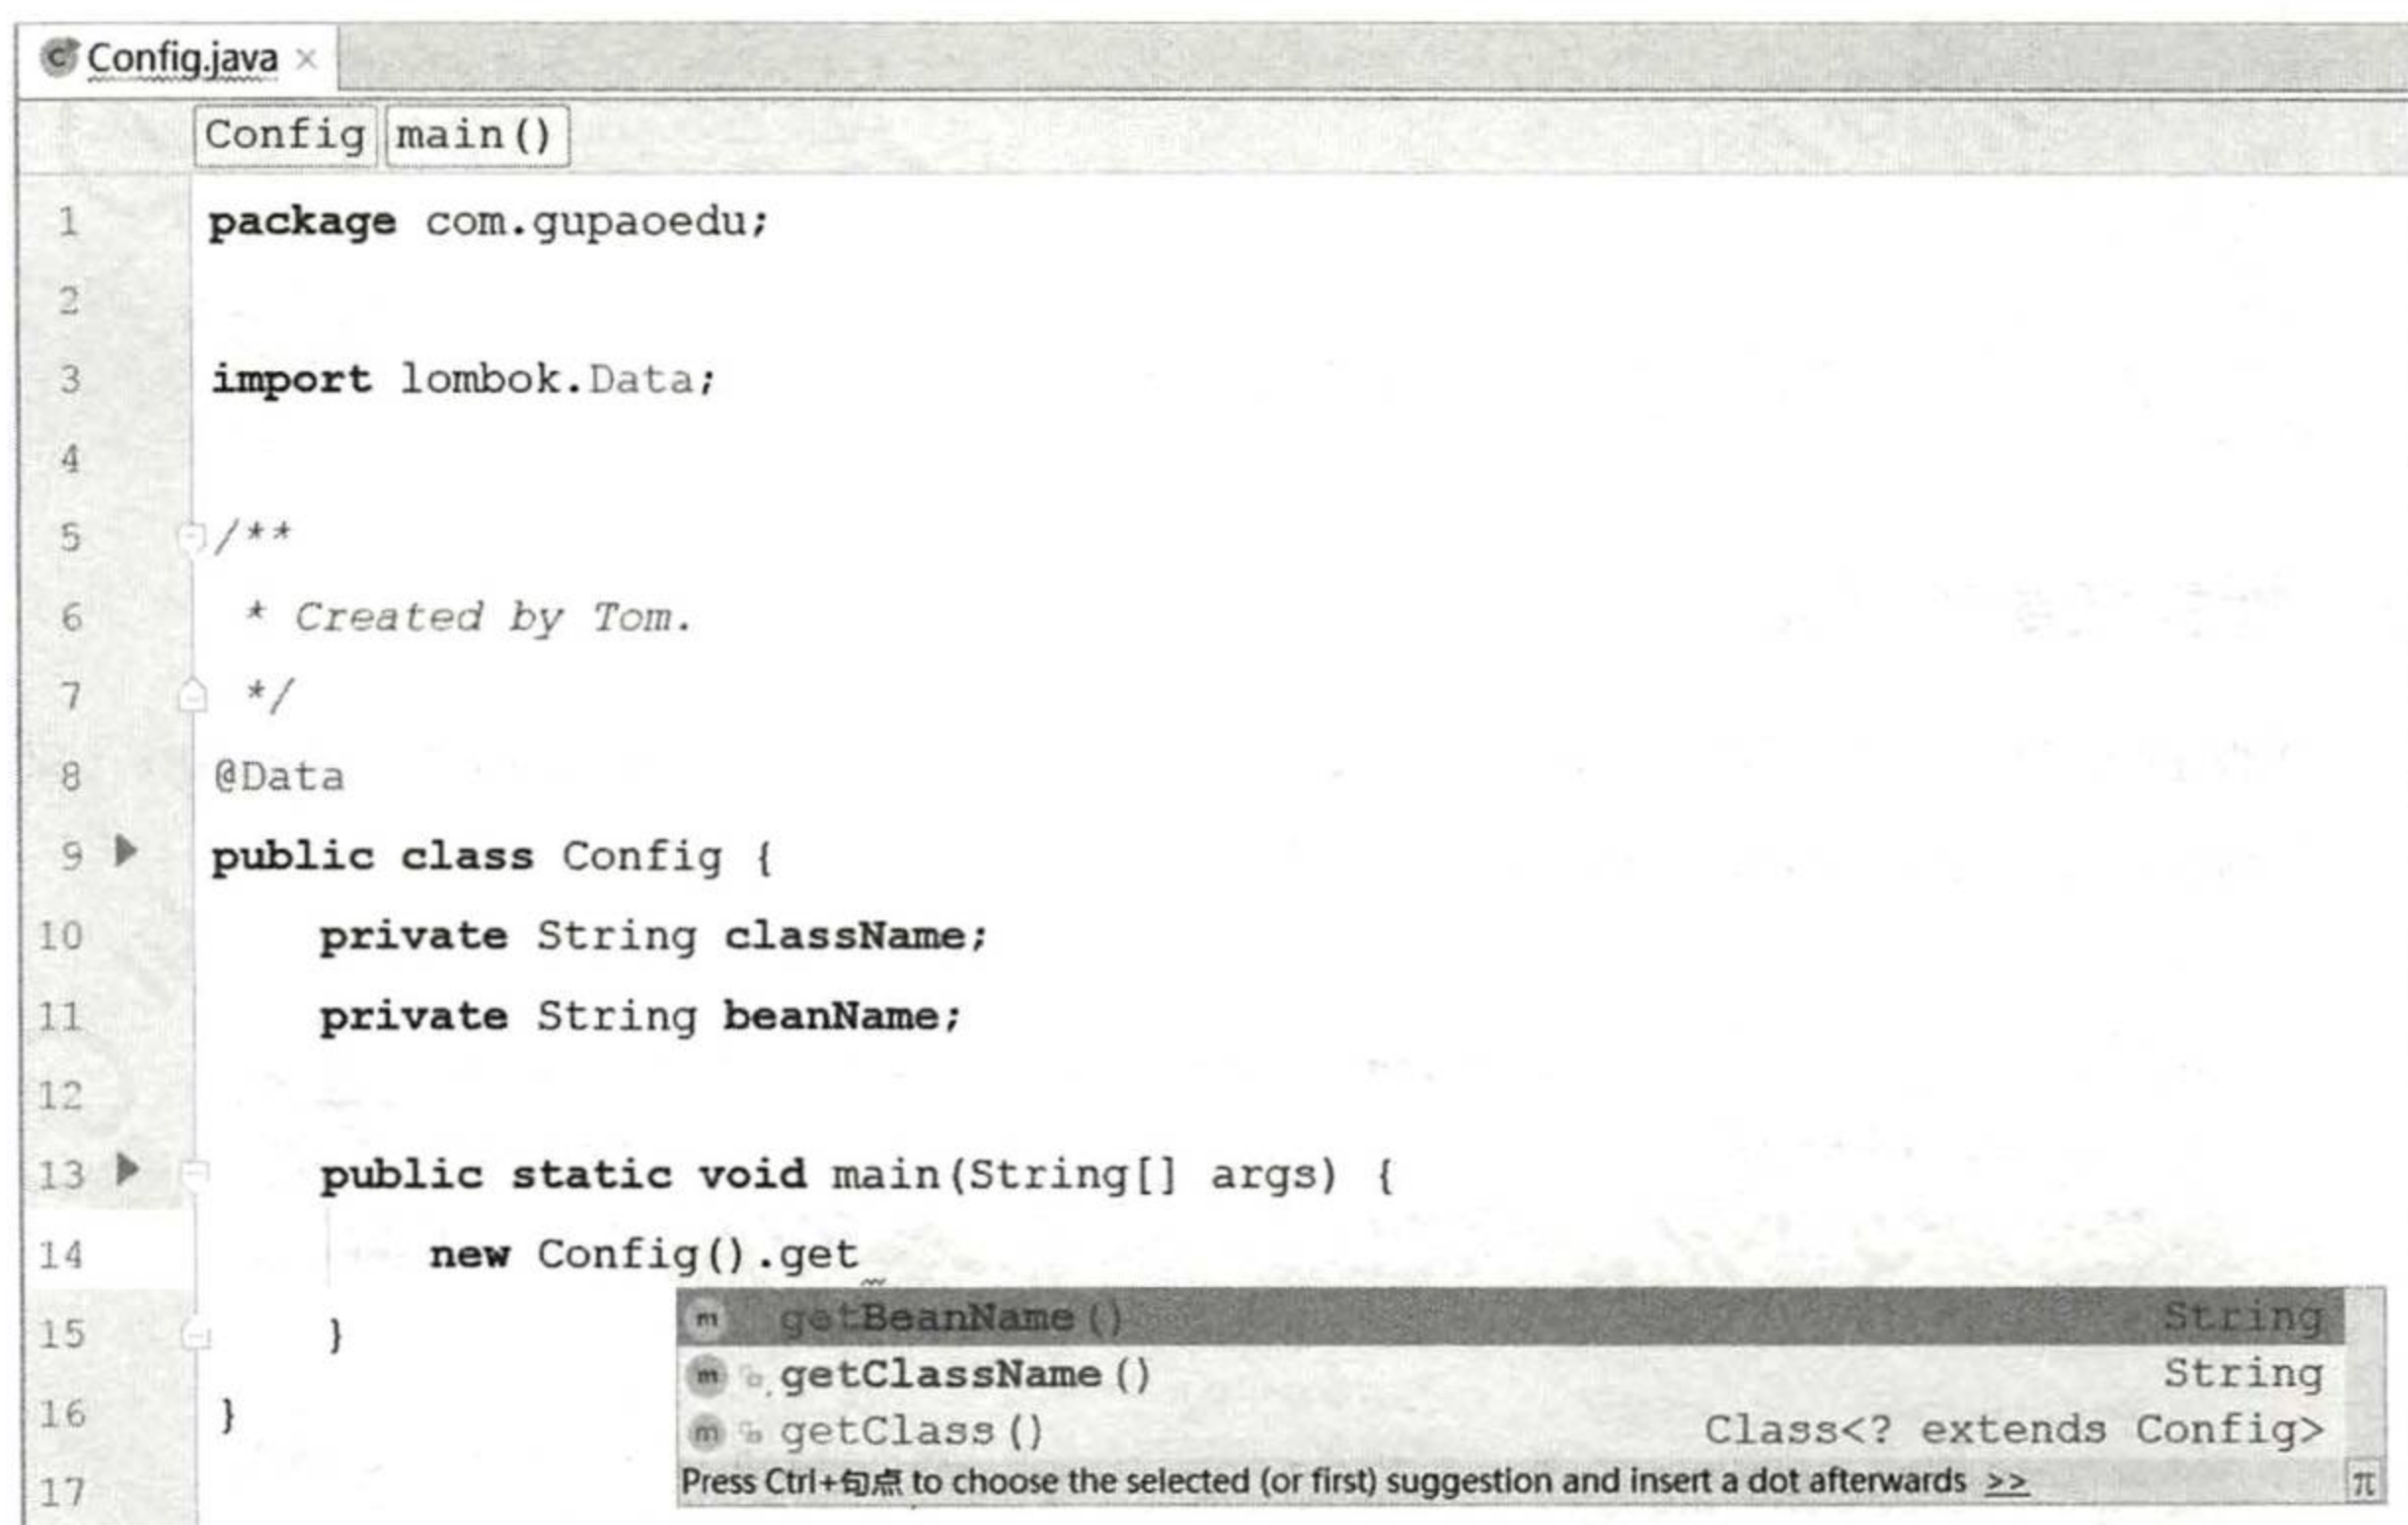 Config.java ×
Config main()
1 package com.gupaoedu;
2
3 import lombok.Data;
4
5 /**
6 * Created by Tom.
7 */
8 @Data
9 public class Config {
10 private String className;
11 private String beanName;
12
13 public static void main(String[] args) {
14 new Config().get
15 }
16 }
17
m getBeanName() String
m getClassName() String
m getClass() Class<? extends Config>
Press Ctrl+句点 to choose the selected (or first) suggestion and insert a dot afterwards >> π